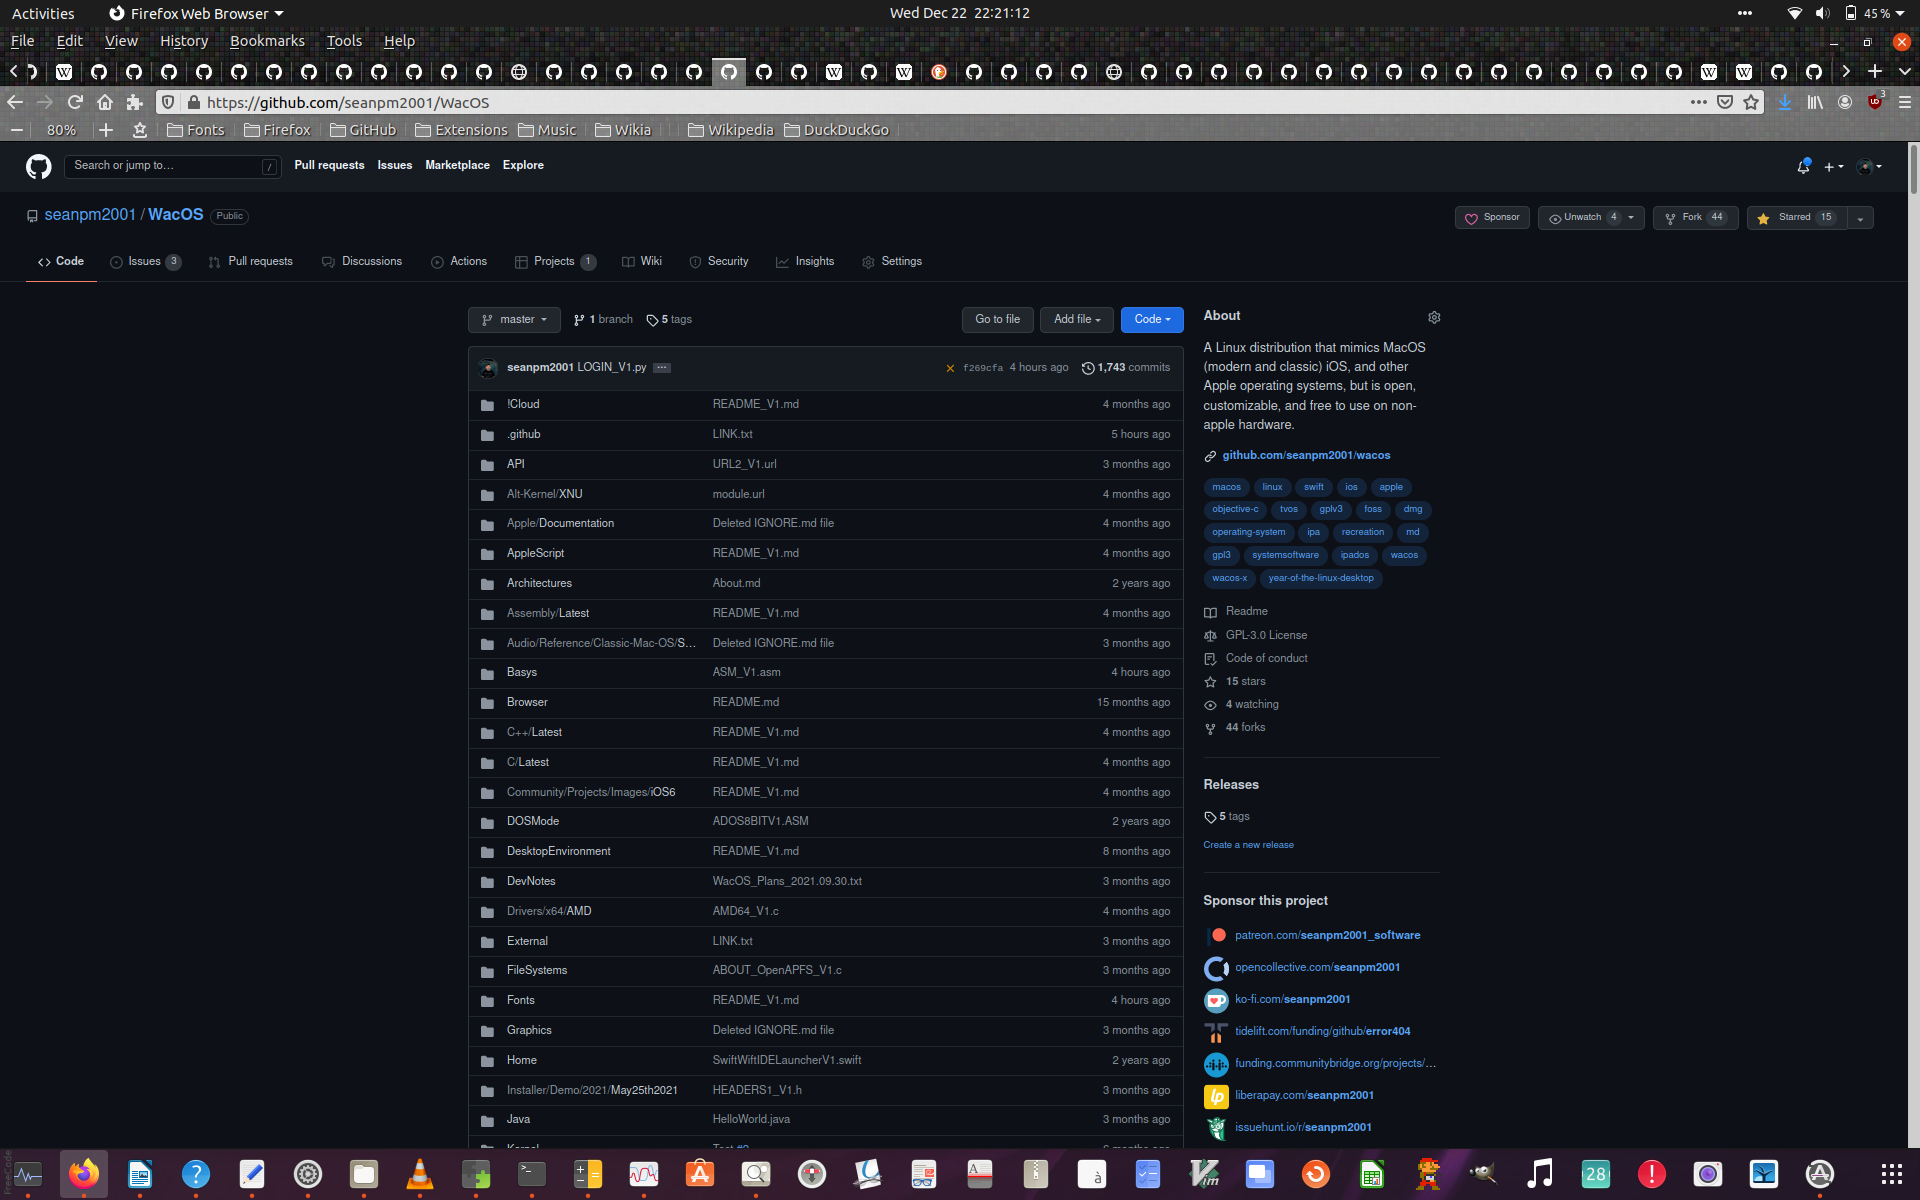 Activities
Firefox Web Browser
Wed Dec 22 22:21:12
45 %
File Edit View History Bookmarks Tools Help
https://github.com/seanpm2001/WacOS
3
80%
Fonts Firefox GitHub Extensions Music Wikia Wikipedia DuckDuckGo
Search or jump to…
/
Pull requests Issues Marketplace Explore
seanpm2001 / WacOS Public
Sponsor
Unwatch 4
Fork 44
Starred 15
Code
Issues 3
Pull requests
Discussions
Actions
Projects 1
Wiki
Security
Insights
Settings
master
1 branch
5 tags
Go to file
Add file
Code
seanpm2001 LOGIN_V1.py f269cfa 4 hours ago 1,743 commits
!Cloud README_V1.md 4 months ago
.github LINK.txt 5 hours ago
API URL2_V1.url 3 months ago
Alt-Kernel/XNU module.url 4 months ago
Apple/Documentation Deleted IGNORE.md file 4 months ago
AppleScript README_V1.md 4 months ago
Architectures About.md 2 years ago
Assembly/Latest README_V1.md 4 months ago
Audio/Reference/Classic-Mac-OS/S… Deleted IGNORE.md file 3 months ago
Basys ASM_V1.asm 4 hours ago
Browser README.md 15 months ago
C++/Latest README_V1.md 4 months ago
C/Latest README_V1.md 4 months ago
Community/Projects/Images/iOS6 README_V1.md 4 months ago
DOSMode ADOS8BITV1.ASM 2 years ago
DesktopEnvironment README_V1.md 8 months ago
DevNotes WacOS_Plans_2021.09.30.txt 3 months ago
Drivers/x64/AMD AMD64_V1.c 4 months ago
External LINK.txt 3 months ago
FileSystems ABOUT_OpenAPFS_V1.c 3 months ago
Fonts README_V1.md 4 hours ago
Graphics Deleted IGNORE.md file 3 months ago
Home SwiftWiftIDELauncherV1.swift 2 years ago
Installer/Demo/2021/May25th2021 HEADERS1_V1.h 3 months ago
Java HelloWorld.java 3 months ago
About
A Linux distribution that mimics MacOS
(modern and classic) iOS, and other
Apple operating systems, but is open,
customizable, and free to use on non-
apple hardware.
github.com/seanpm2001/wacos
macos linux swift ios apple
objective-c tvos gplv3 foss dmg
operating-system ipa recreation md
gpl3 systemsoftware ipados wacos
wacos-x year-of-the-linux-desktop
Readme
GPL-3.0 License
Code of conduct
15 stars
4 watching
44 forks
Releases
5 tags
Create a new release
Sponsor this project
patreon.com/seanpm2001_software
opencollective.com/seanpm2001
ko-fi.com/seanpm2001
tidelift.com/funding/github/error404
funding.communitybridge.org/projects/…
liberapay.com/seanpm2001
issuehunt.io/r/seanpm2001
28